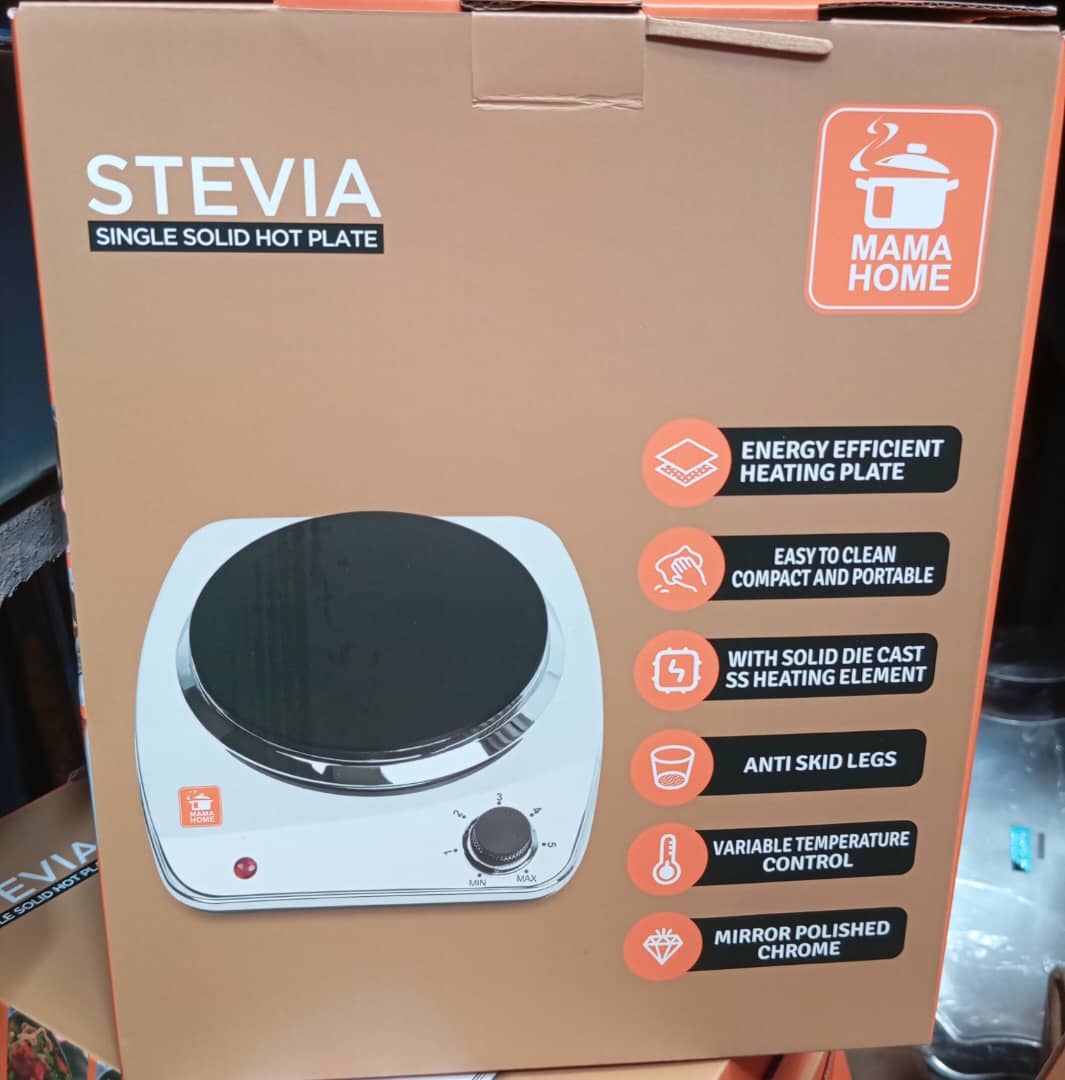 STEVIA
SINGLE SOLID HOT PLATE
MAMA
HOME
ENERGY EFFICIENT
HEATING PLATE
EASY TO CLEAN
COMPACT AND PORTABLE
WITH SOLID DIE CAST
SS HEATING ELEMENT
ANTI SKID LEGS
VARIABLE TEMPERATURE
CONTROL
MIRROR POLISHED
CHROME
MAMA
HOME
MIN
1
2
3
4
5
MAX
EVIA
LE SOLID HOT PL